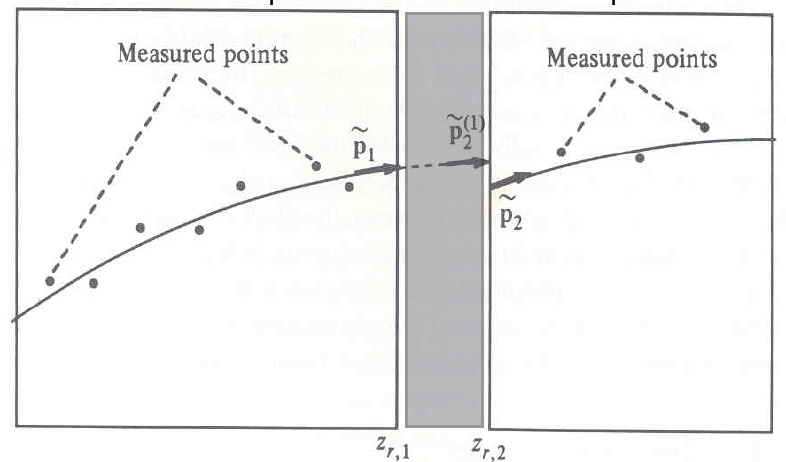 Measured points
Measured points
p̃₁
p̃₂⁽¹⁾
p̃₂
z_{r,1}
z_{r,2}